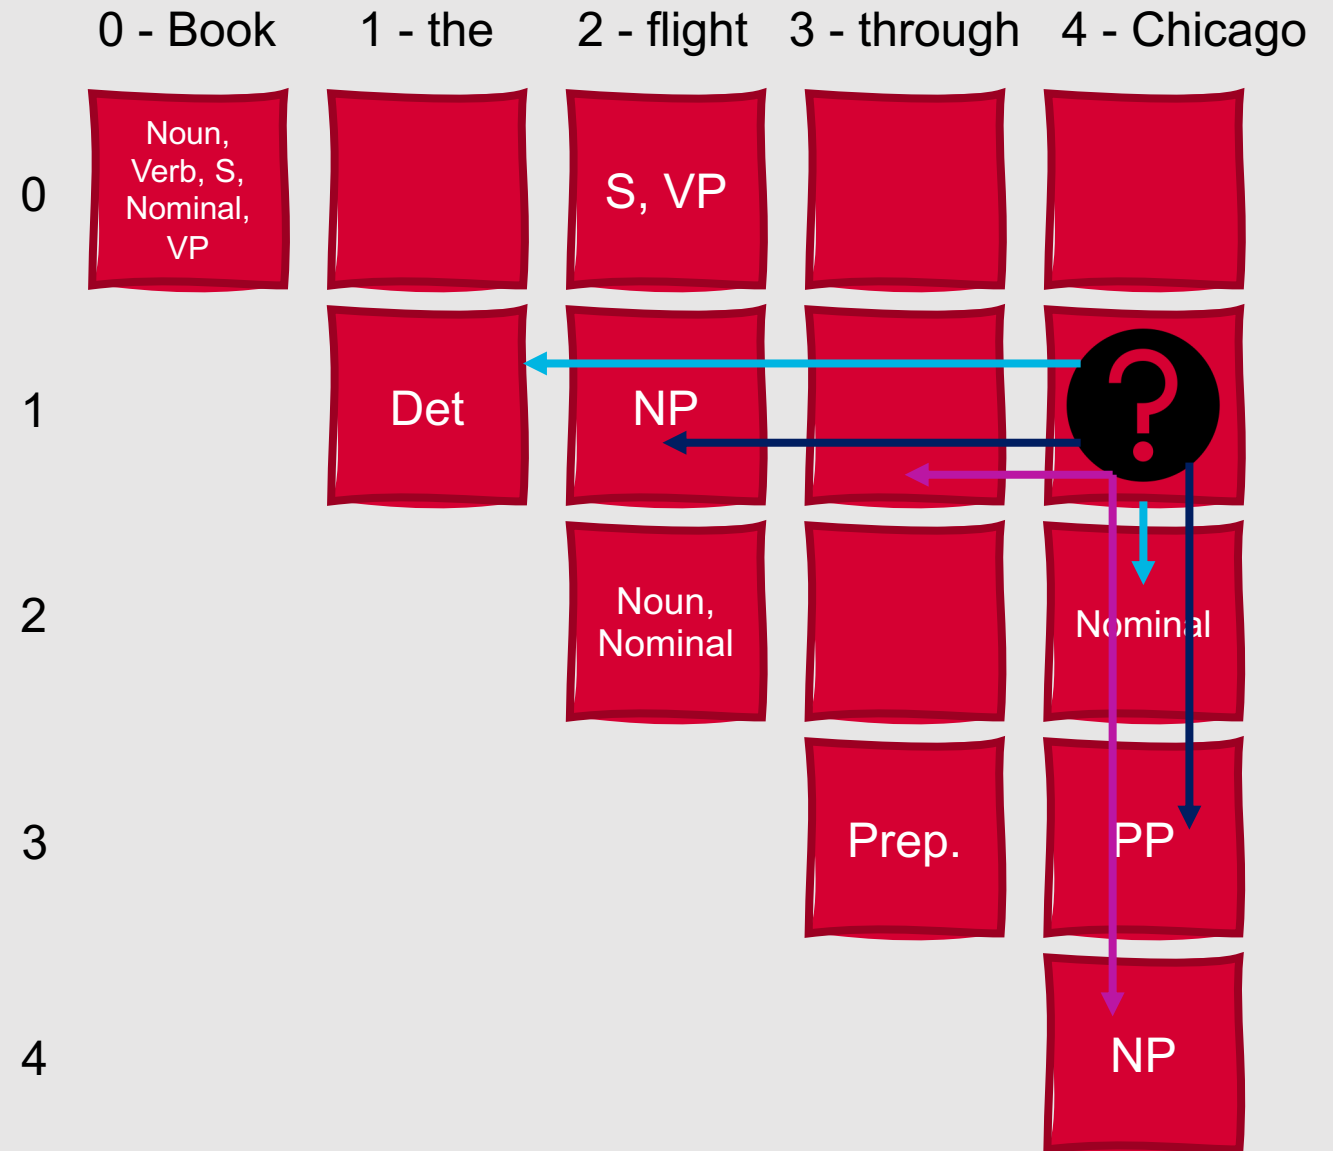 0 - Book 1 - the 2 - flight 3 - through 4 - Chicago
0
Noun,
Verb, S,
Nominal,
VP
S, VP
1
Det
NP
?
2
Noun,
Nominal
Nominal
3
Prep.
PP
4
NP